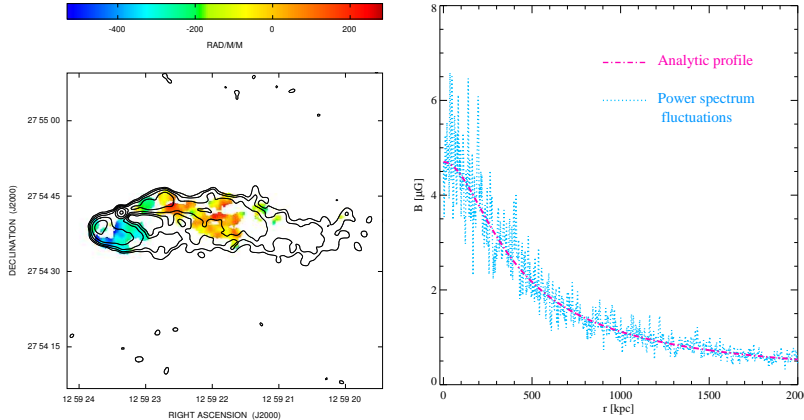 -400 -200 0 200
RAD/M/M
DECLINATION (J2000)
27 55 00
27 54 45
27 54 30
27 54 15
12 59 24 12 59 23 12 59 22 12 59 21 12 59 20
RIGHT ASCENSION (J2000)
B [μG]
8
6
4
2
0
Analytic profile
Power spectrum
fluctuations
0 500 1000 1500 2000
r [kpc]